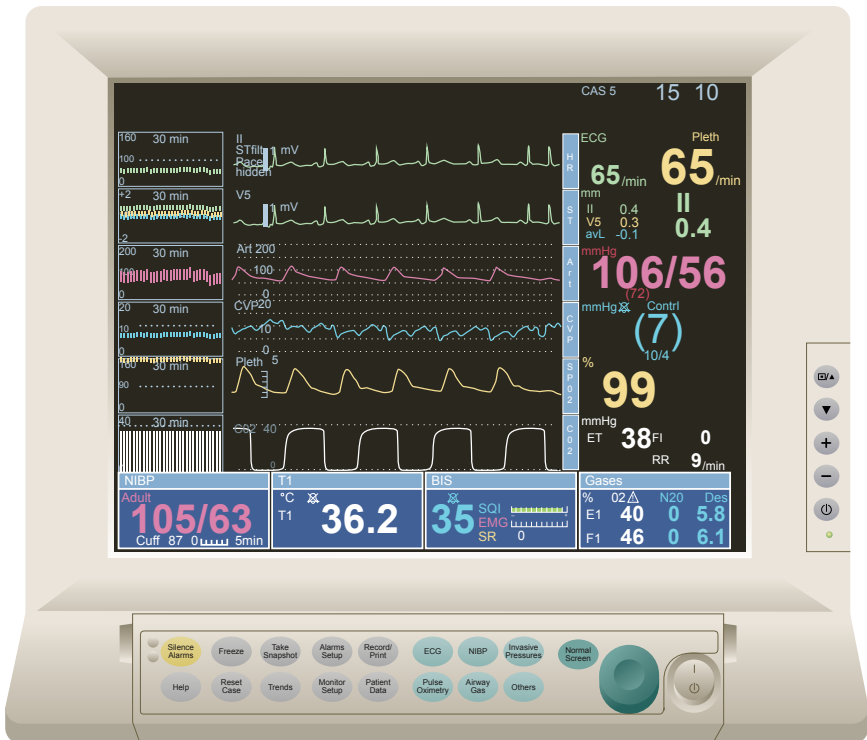 CAS 5 15 10
160 30 min
100
0
II
STfilt 1 mV
Pace
hidden
HR
ECG
65/min
Pleth
65/min
+2 30 min
-2
V5
1 mV
ST
mm
II 0.4
V5 0.3
avL -0.1
II
0.4
200 30 min
100
0
Art 200
100
0
Art
mmHg
106/56
(72)
20 30 min
10
0
CVP 20
10
0
CVP
mmHg Contrl
(7)
10/4
160 30 min
90
Pleth 5
SP02
%
99
40 30 min
0
C02 40
0
C02
mmHg
ET 38 FI 0
RR 9/min
NIBP
Adult
105/63
Cuff 87 0 5min
T1
°C
T1 36.2
BIS
35
SQI
EMG
SR 0
Gases
% 02 N20 Des
E1 40 0 5.8
F1 46 0 6.1
Silence
Alarms
Freeze
Take
Snapshot
Alarms
Setup
Record/
Print
ECG
NIBP
Invasive
Pressures
Normal
Screen
Help
Reset
Case
Trends
Monitor
Setup
Patient
Data
Pulse
Oximetry
Airway
Gas
Others